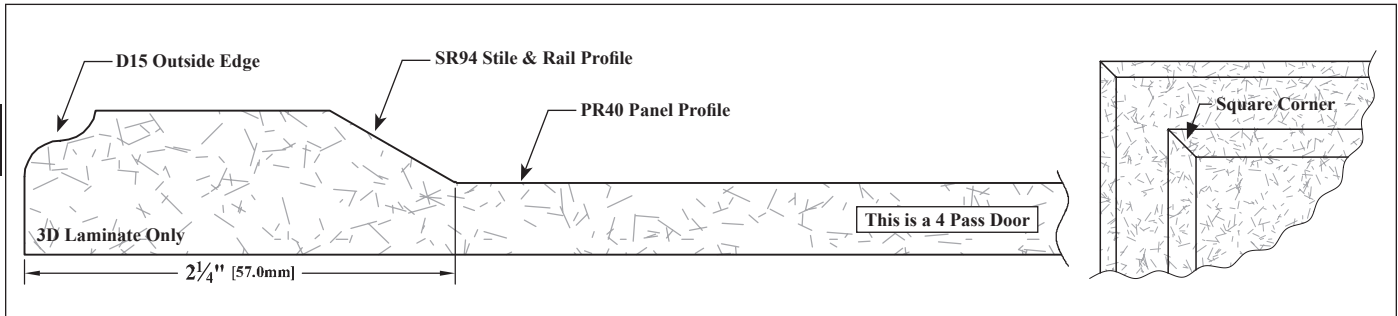 D15 Outside Edge
SR94 Stile & Rail Profile
PR40 Panel Profile
Square Corner
This is a 4 Pass Door
3D Laminate Only
2¼" [57.0mm]